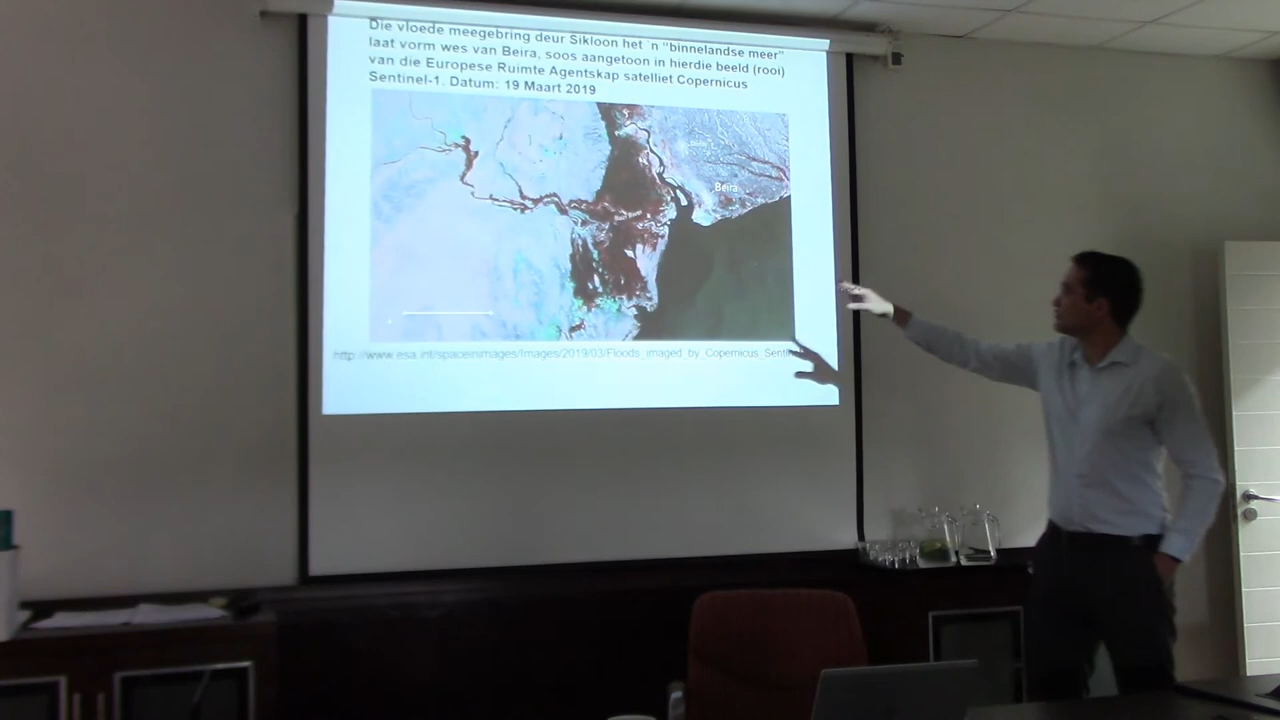 Die vloede meegebring deur Sikloon het `n "binnelandse meer"
laat vorm wes van Beira, soos aangetoon in hierdie beeld (rooi)
van die Europese Ruimte Agentskap satelliet Copernicus
Sentinel-1. Datum: 19 Maart 2019
Beira
http://www.esa.int/spaceinimages/Images/2019/03/Floods_imaged_by_Copernicus_Senti